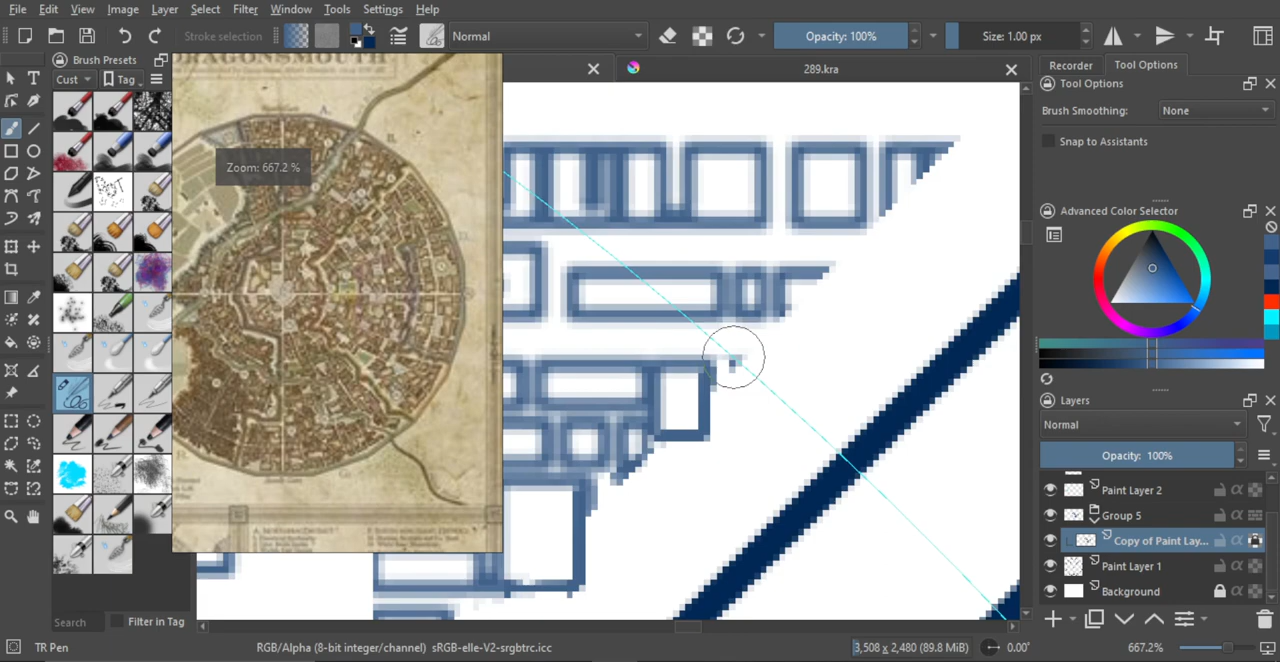 File Edit View Image Layer Select Filter Window Tools Settings Help
Stroke selection Normal Opacity: 100% Size: 1.00 px
Brush Presets
Cust Tag
DRAGONSMOUTH
289.kra
Zoom: 667.2 %
Recorder Tool Options
Tool Options
Brush Smoothing: None
Snap to Assistants
Advanced Color Selector
Layers
Normal
Opacity: 100%
Paint Layer 2
Group 5
Copy of Paint Lay...
Paint Layer 1
Background
Search Filter in Tag
TR Pen RGB/Alpha (8-bit integer/channel) sRGB-elle-V2-srgbtrc.icc 3,508 x 2,480 (89.8 MiB) 0.00° 667.2%